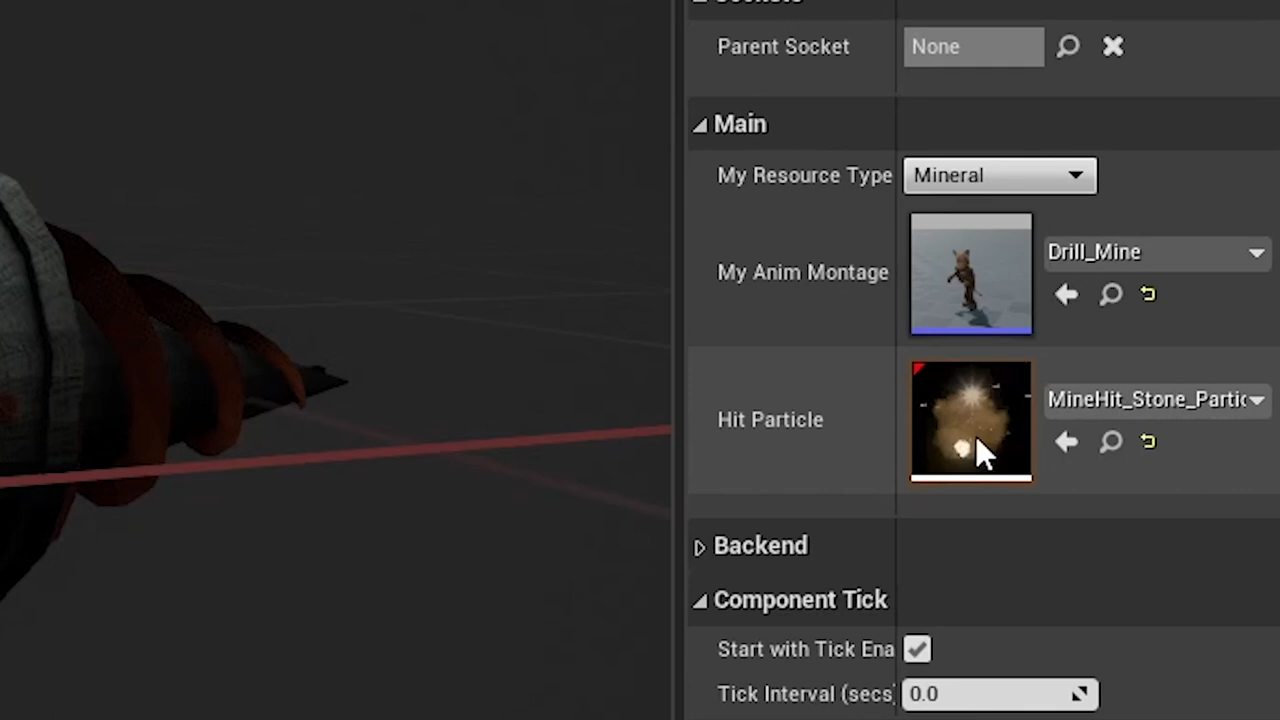 Sockets
Parent Socket
None
Main
My Resource Type
Mineral
My Anim Montage
Drill_Mine
Hit Particle
MineHit_Stone_Partic
Backend
Component Tick
Start with Tick Ena
Tick Interval (secs)
0.0